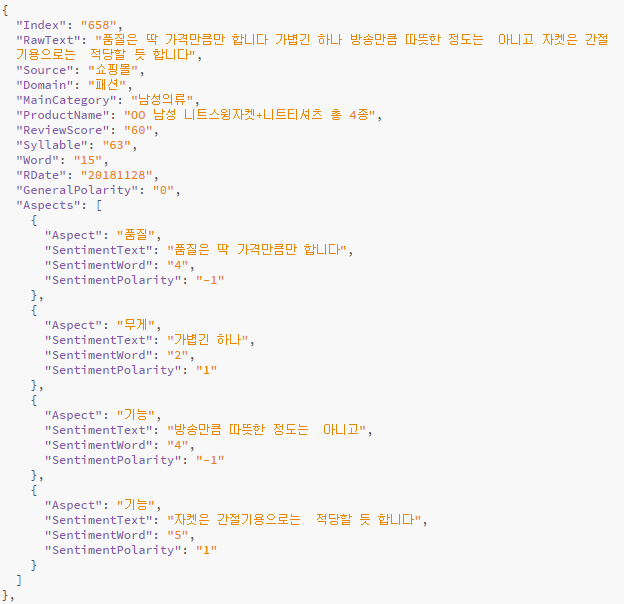 {
  "Index": "658",
  "RawText": "품질은 딱 가격만큼만 합니다 가볍긴 하나 방송만큼 따뜻한 정도는  아니고 자켓은 간절
기용으로는  적당할 듯 합니다",
  "Source": "쇼핑몰",
  "Domain": "패션",
  "MainCategory": "남성의류",
  "ProductName": "OO 남성 니트스윙자켓+니트티셔츠 총 4종",
  "ReviewScore": "60",
  "Syllable": "63",
  "Word": "15",
  "RDate": "20181128",
  "GeneralPolarity": "0",
  "Aspects": [
    {
      "Aspect": "품질",
      "SentimentText": "품질은 딱 가격만큼만 합니다",
      "SentimentWord": "4",
      "SentimentPolarity": "-1"
    },
    {
      "Aspect": "무게",
      "SentimentText": "가볍긴 하나",
      "SentimentWord": "2",
      "SentimentPolarity": "1"
    },
    {
      "Aspect": "기능",
      "SentimentText": "방송만큼 따뜻한 정도는  아니고",
      "SentimentWord": "4",
      "SentimentPolarity": "-1"
    },
    {
      "Aspect": "기능",
      "SentimentText": "자켓은 간절기용으로는  적당할 듯 합니다",
      "SentimentWord": "5",
      "SentimentPolarity": "1"
    }
  ]
},